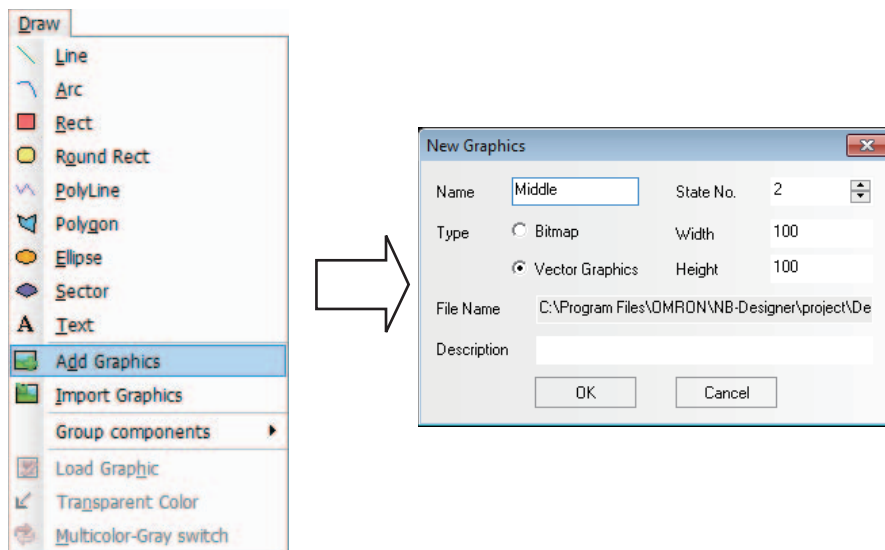 Draw
Line
Arc
Rect
Round Rect
PolyLine
Polygon
Ellipse
Sector
A Text
Add Graphics
Import Graphics
Group components
Load Graphic
Transparent Color
Multicolor-Gray switch
New Graphics
Name Middle State No. 2
Type Bitmap Width 100
Vector Graphics Height 100
File Name C:\Program Files\OMRON\NB-Designer\project\De
Description
OK Cancel